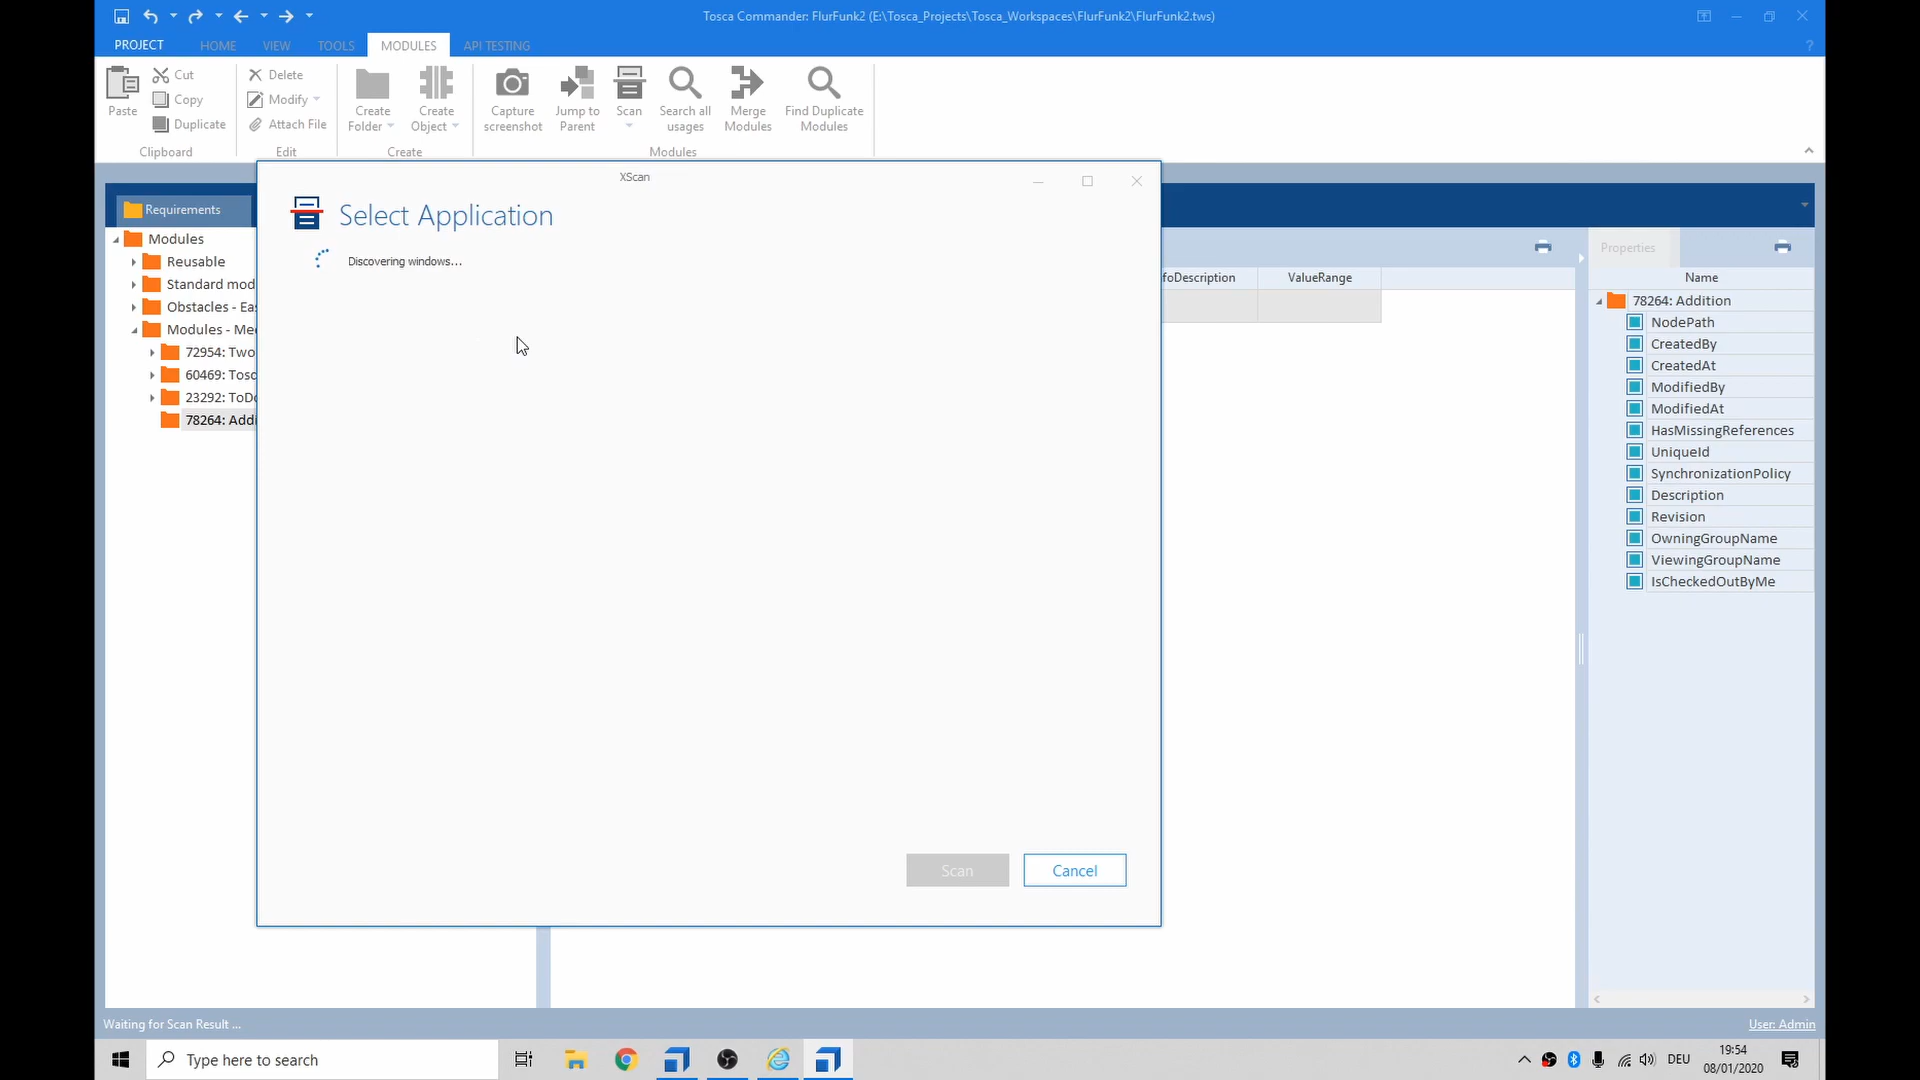 Tosca Commander: FlurFunk2 (E:\Tosca_Projects\Tosca_Workspaces\FlurFunk2\FlurFunk2.tws)
PROJECT HOME VIEW TOOLS MODULES API TESTING ?
Paste
Cut
Copy
Duplicate
Clipboard
Delete
Modify
Attach File
Edit
Create Folder
Create Object
Create
Capture screenshot
Jump to Parent
Scan
Search all usages
Merge Modules
Find Duplicate Modules
Modules
Requirements
Modules
Reusable
Standard mod
Obstacles - Eas
Modules - Med
72954: Two
60469: Tosc
23292: ToDo
78264: Addi
XScan
Select Application
Discovering windows...
Scan
Cancel
foDescription ValueRange
Properties
Name
78264: Addition
NodePath
CreatedBy
CreatedAt
ModifiedBy
ModifiedAt
HasMissingReferences
UniqueId
SynchronizationPolicy
Description
Revision
OwningGroupName
ViewingGroupName
IsCheckedOutByMe
Waiting for Scan Result ...
User: Admin
Type here to search
DEU
19:54
08/01/2020